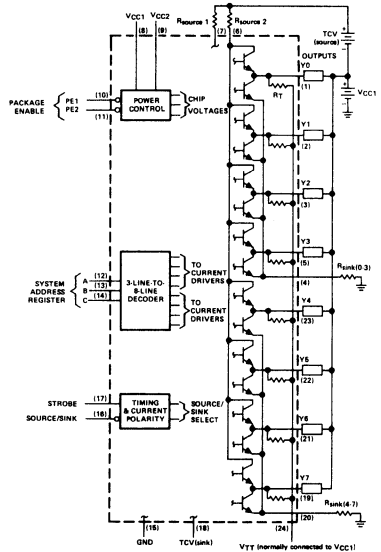 Rsource 1
Rsource 2
VCC1
VCC2
(8)
(9)
(7)
(6)
TCV
(source)
OUTPUTS
Y0
(1)
VCC1
RT
PACKAGE
ENABLE
PE1
(10)
PE2
(11)
POWER
CONTROL
CHIP
VOLTAGES
Y1
(2)
Y2
(3)
Y3
(5)
(4)
Rsink(0-3)
SYSTEM
ADDRESS
REGISTER
A
(12)
B
(13)
C
(14)
3-LINE-TO-
8-LINE
DECODER
TO
CURRENT
DRIVERS
TO
CURRENT
DRIVERS
Y4
(23)
Y5
(22)
STROBE
(17)
SOURCE/SINK
(16)
TIMING
& CURRENT
POLARITY
SOURCE/
SINK
SELECT
Y6
(21)
Y7
(19)
Rsink(4-7)
(20)
(15)
(18)
(24)
GND
TCV(sink)
VTT (normally connected to VCC1)